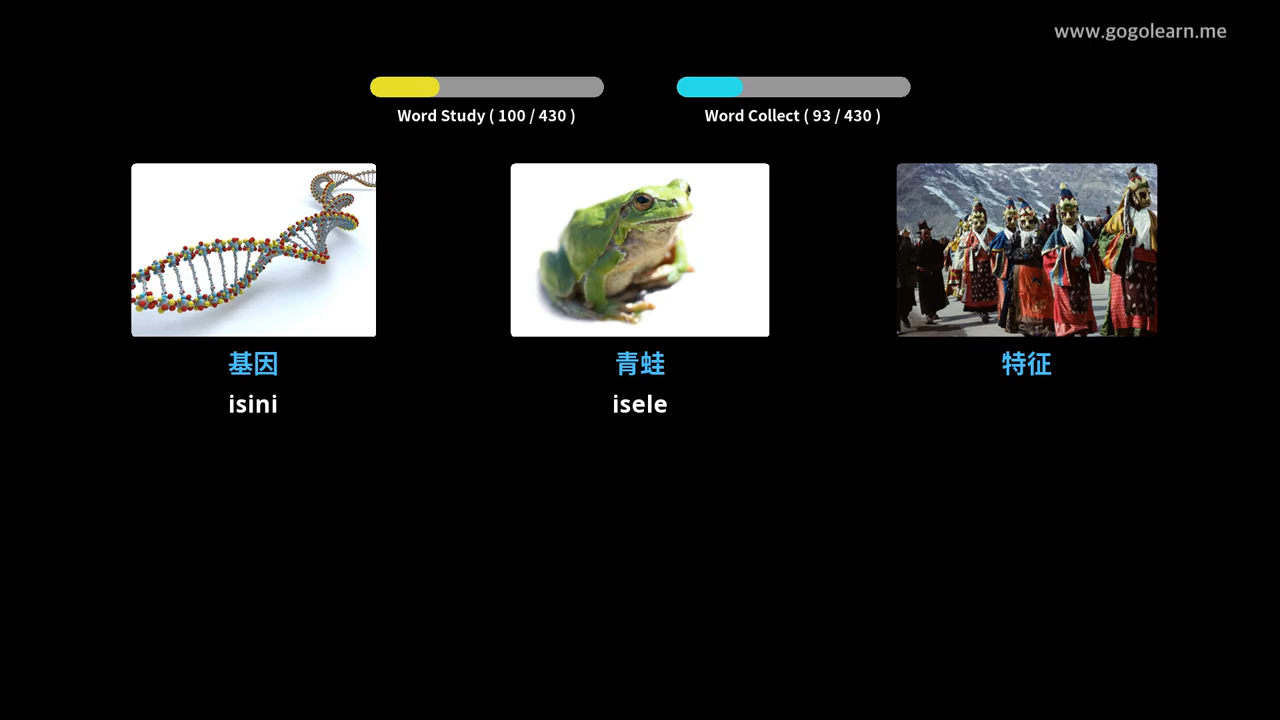 www.gogolearn.me
Word Study ( 100 / 430 )
Word Collect ( 93 / 430 )
基因
青蛙
特征
isini
isele